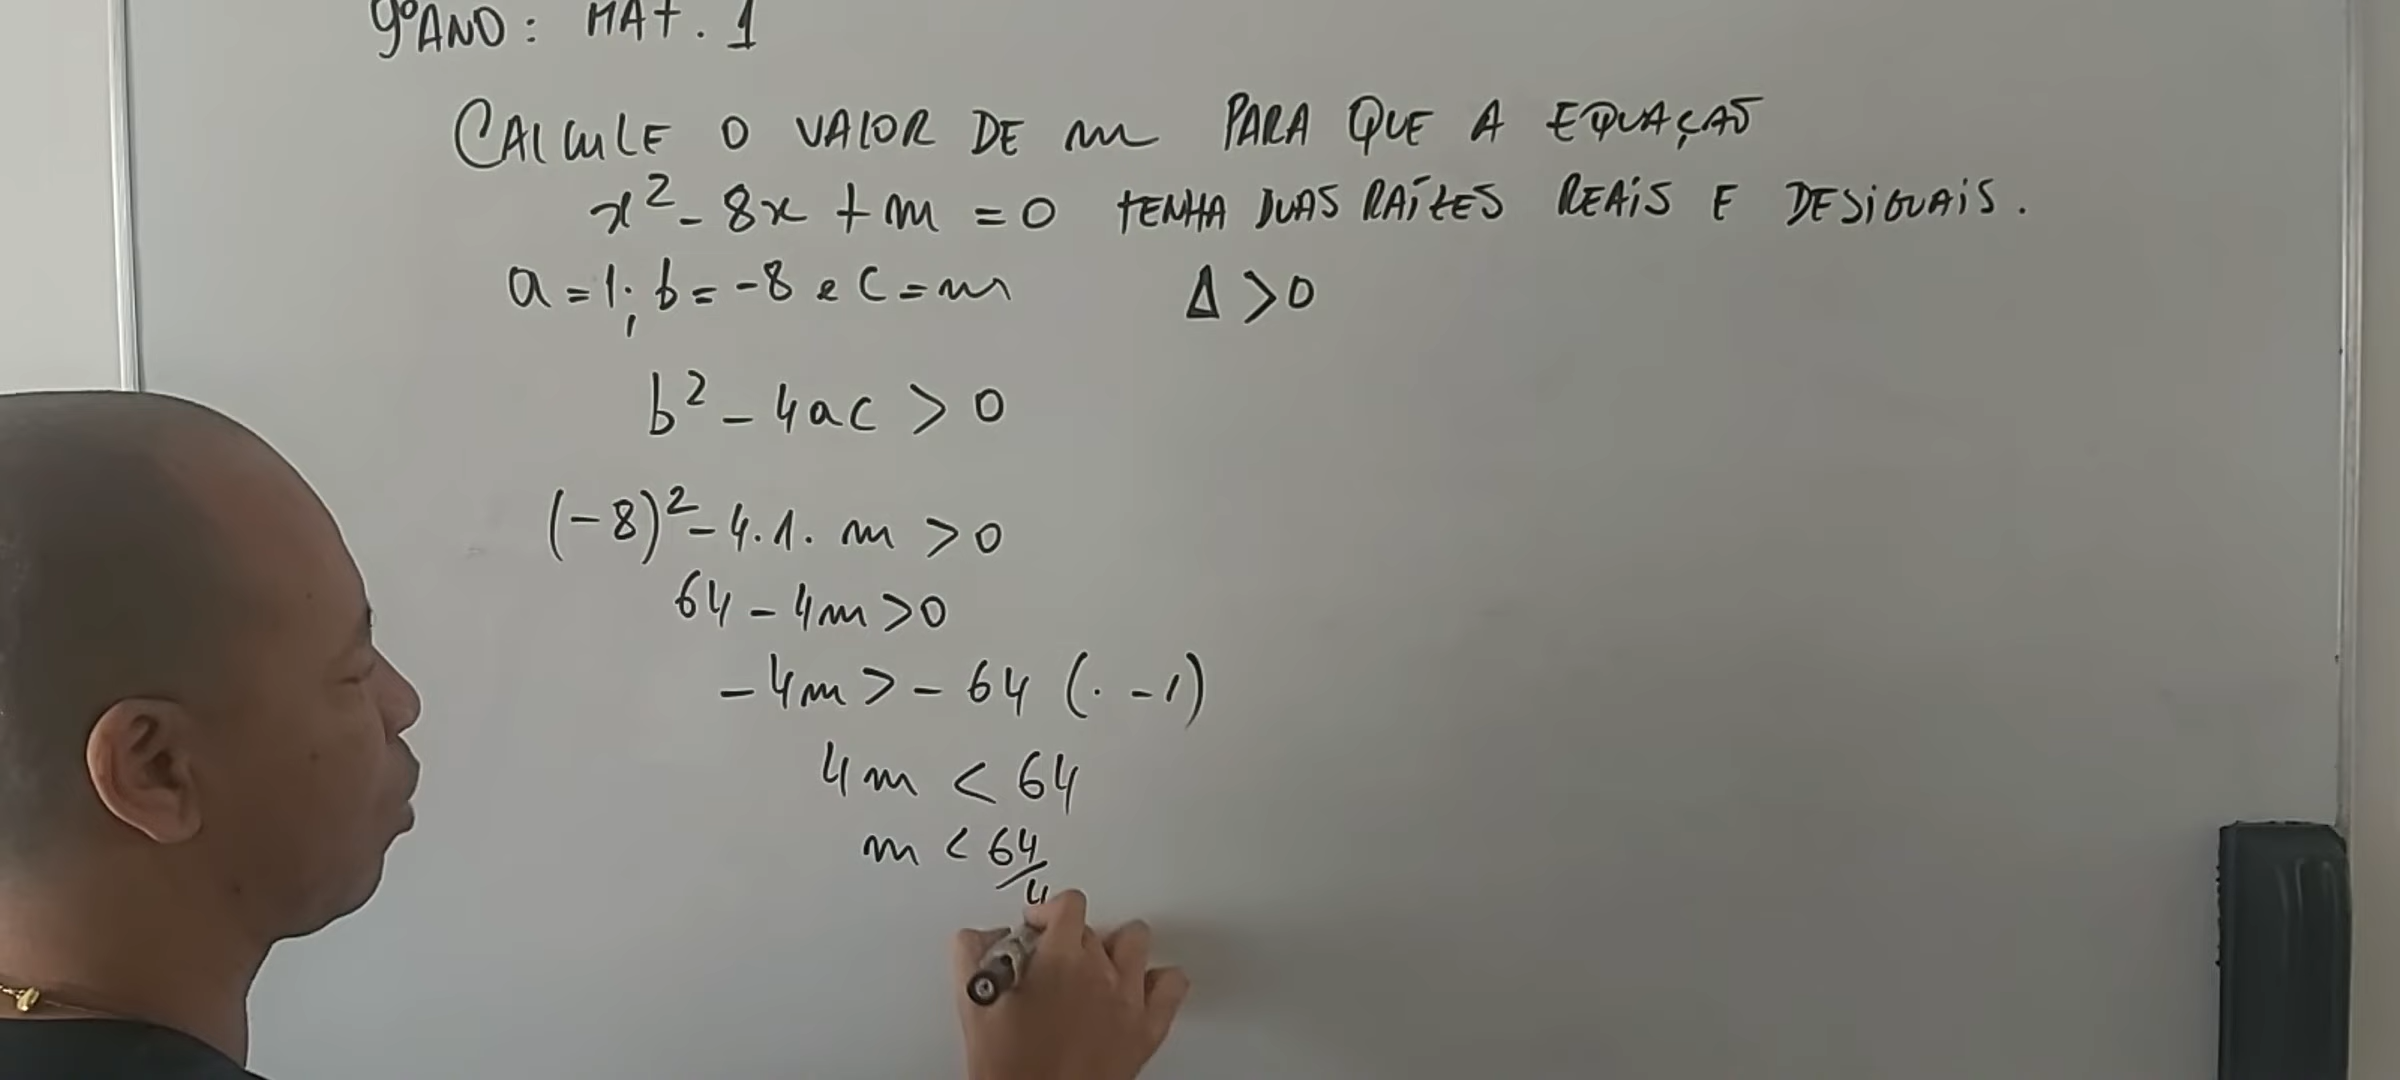 9º ANO: MAT. 1
CALCULE O VALOR DE m PARA QUE A EQUAÇÃO
x² - 8x + m = 0 TENHA DUAS RAÍZES REAIS E DESIGUAIS.
a = 1; b = -8 e c = m Δ > 0
b² - 4ac > 0
(-8)² - 4.1. m > 0
64 - 4m > 0
-4m > - 64 (· -1)
4m < 64
m < 64/4